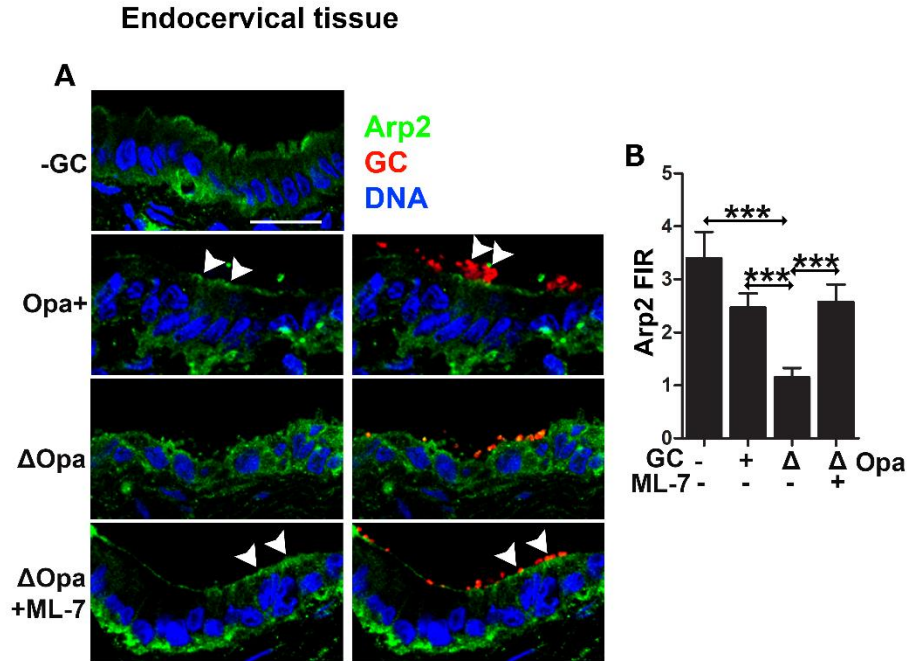 Endocervical tissue
A
-GC
Arp2
GC
DNA
Opa+
ΔOpa
ΔOpa
+ML-7
B
Arp2 FIR
5
4
3
2
1
0
***
***
***
GC - + Δ Δ Opa
ML-7 - - - +